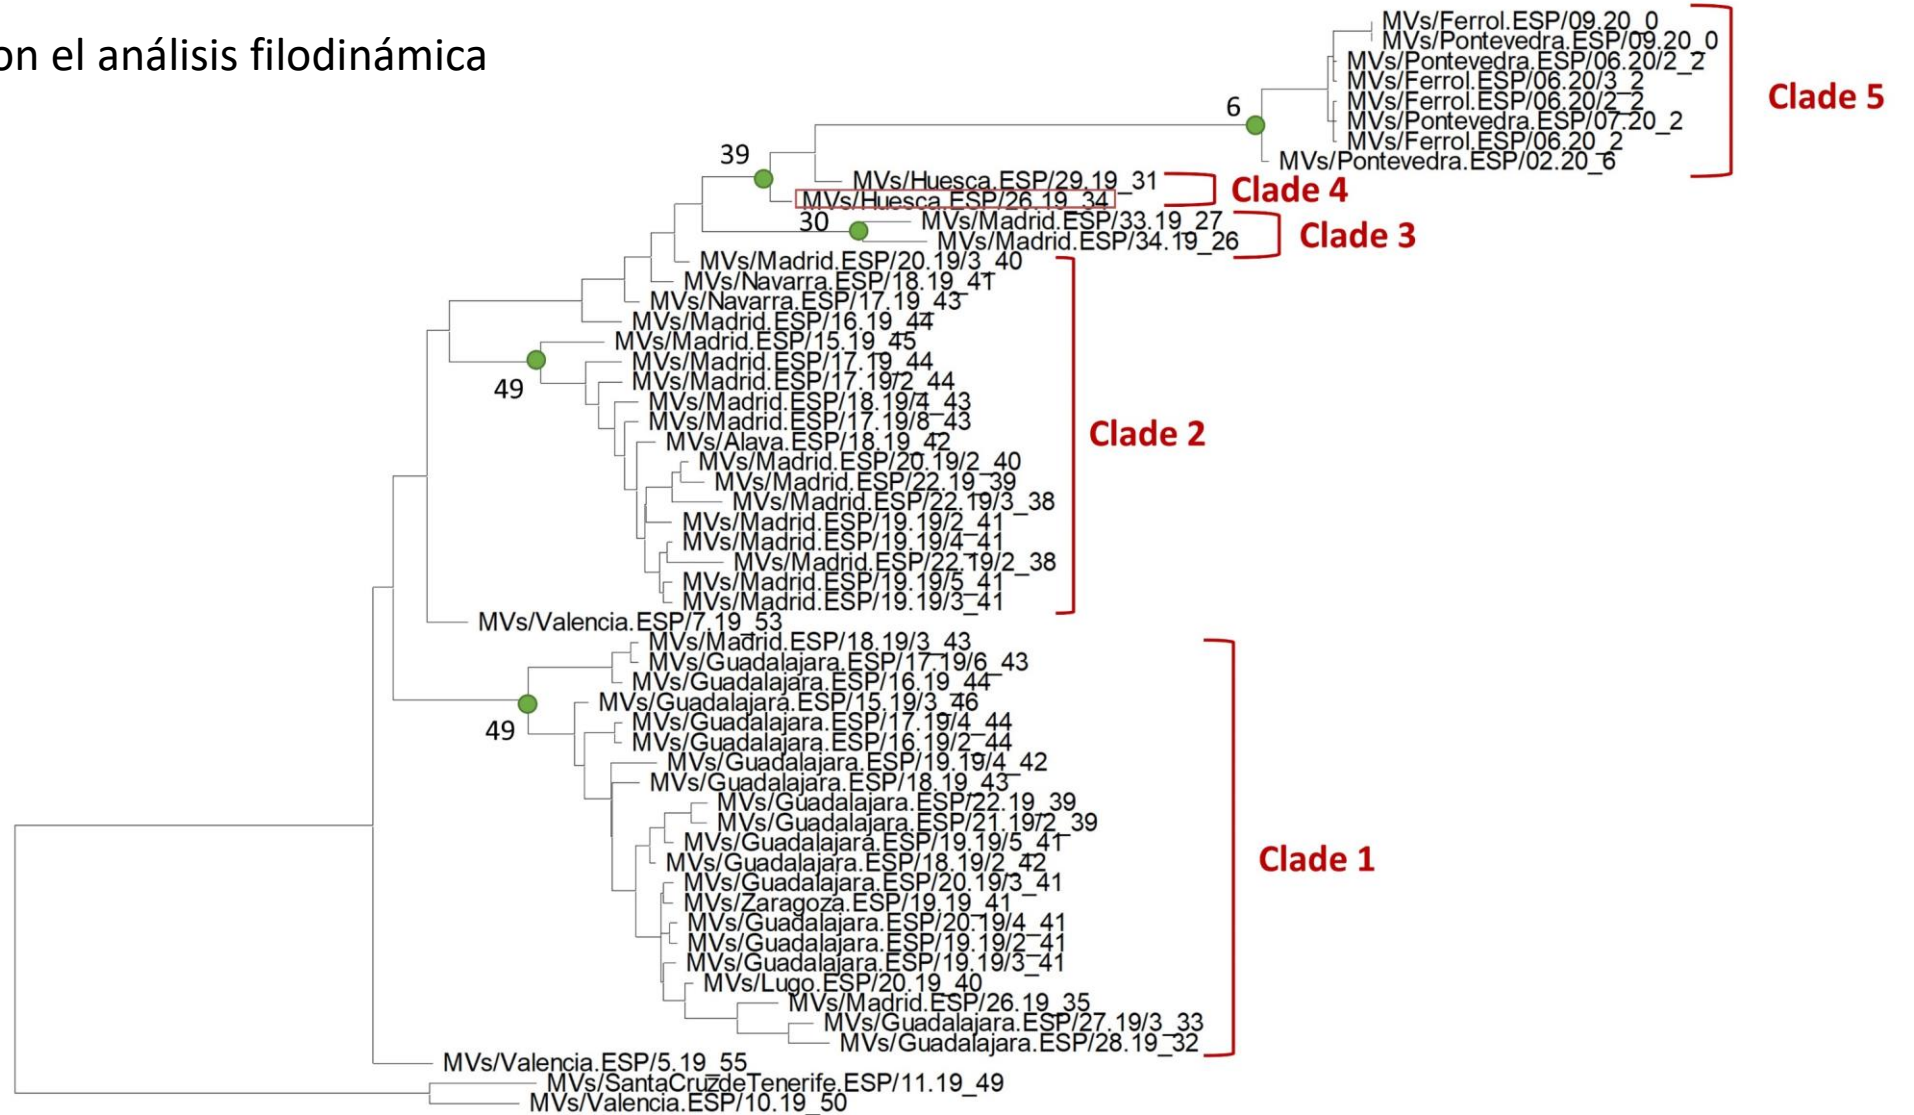 on el análisis filodinámica
MVs/Ferrol.ESP/09.20_0
MVs/Pontevedra.ESP/09.20_0
MVs/Pontevedra.ESP/06.20/2_2
MVs/Ferrol.ESP/06.20/3_2
Clade 5
MVs/Ferrol.ESP/06.20/2_2
6
MVs/Pontevedra.ESP/07.20_2
MVs/Ferrol.ESP/06.20_2
39
MVs/Pontevedra.ESP/02.20_6
MVs/Huesca.ESP/29.19_31
Clade 4
MVs/Huesca.ESP/26.19_34
30
MVs/Madrid.ESP/33.19_27
Clade 3
MVs/Madrid.ESP/34.19_26
MVs/Madrid.ESP/20.19/3_40
MVs/Navarra.ESP/18.19_41
MVs/Navarra.ESP/17.19_43
MVs/Madrid.ESP/16.19_44
MVs/Madrid.ESP/15.19_45
MVs/Madrid.ESP/17.19_44
49
MVs/Madrid.ESP/17.19/2_44
MVs/Madrid.ESP/18.19/4_43
MVs/Madrid.ESP/17.19/8_43
Clade 2
MVs/Alava.ESP/18.19_42
MVs/Madrid.ESP/20.19/2_40
MVs/Madrid.ESP/22.19_39
MVs/Madrid.ESP/22.19/3_38
MVs/Madrid.ESP/19.19/2_41
MVs/Madrid.ESP/19.19/4_41
MVs/Madrid.ESP/22.19/2_38
MVs/Madrid.ESP/19.19/5_41
MVs/Madrid.ESP/19.19/3_41
MVs/Valencia.ESP/7.19_53
MVs/Madrid.ESP/18.19/3_43
MVs/Guadalajara.ESP/17.19/6_43
MVs/Guadalajara.ESP/16.19_44
MVs/Guadalajara.ESP/15.19/3_46
49
MVs/Guadalajara.ESP/17.19/4_44
MVs/Guadalajara.ESP/16.19/2_44
MVs/Guadalajara.ESP/19.19/4_42
MVs/Guadalajara.ESP/18.19_43
MVs/Guadalajara.ESP/22.19_39
MVs/Guadalajara.ESP/21.19/2_39
MVs/Guadalajara.ESP/19.19/5_41
Clade 1
MVs/Guadalajara.ESP/18.19/2_42
MVs/Guadalajara.ESP/20.19/3_41
MVs/Zaragoza.ESP/19.19_41
MVs/Guadalajara.ESP/20.19/4_41
MVs/Guadalajara.ESP/19.19/2_41
MVs/Guadalajara.ESP/19.19/3_41
MVs/Lugo.ESP/20.19_40
MVs/Madrid.ESP/26.19_35
MVs/Guadalajara.ESP/27.19/3_33
MVs/Guadalajara.ESP/28.19_32
MVs/Valencia.ESP/5.19_55
MVs/SantaCruzdeTenerife.ESP/11.19_49
MVs/Valencia.ESP/10.19_50